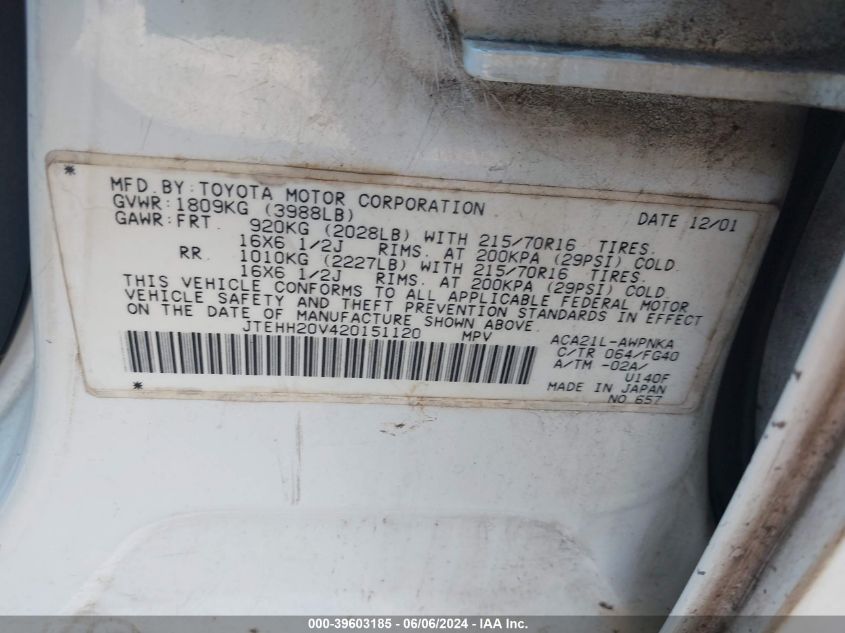 MFD.BY:TOYOTA MOTOR CORPORATION DATE 12/01
GVWR:1809KG (3988LB)
GAWR:FRT. 920KG (2028LB) WITH 215/70R16 TIRES.
16X6 1/2J RIMS. AT 200KPA (29PSI) COLD.
RR. 1010KG (2227LB) WITH 215/70R16 TIRES.
16X6 1/2J RIMS. AT 200KPA (29PSI) COLD.
THIS VEHICLE CONFORMS TO ALL APPLICABLE FEDERAL MOTOR
VEHICLE SAFETY AND THEFT PREVENTION STANDARDS IN EFFECT
ON THE DATE OF MANUFACTURE SHOWN ABOVE.
JTEHH20V420151120 MPV ACA21L-AWPNKA
C/TR 064/FG40
A/TM -02A/
U140F
MADE IN JAPAN
NO.657
000-39603185 - 06/06/2024 - IAA Inc.